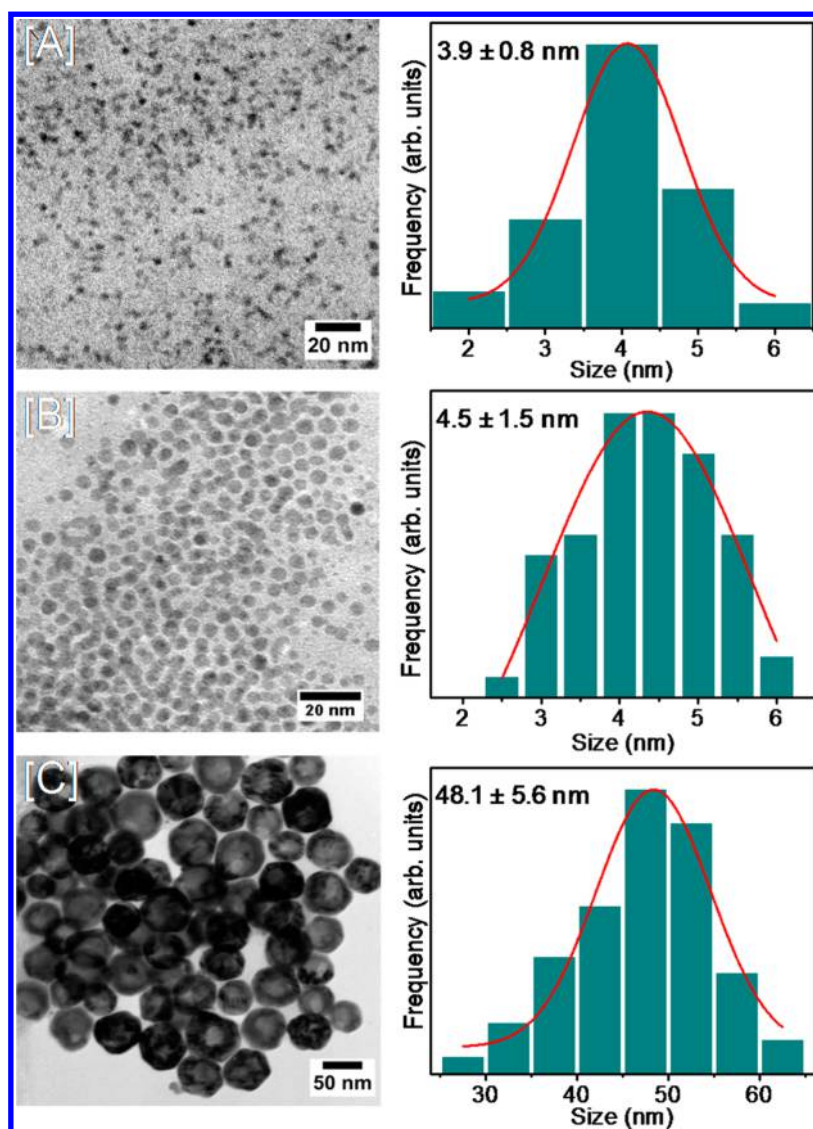 [A]
20 nm
3.9 ± 0.8 nm
Frequency (arb. units)
2 3 4 5 6
Size (nm)
[B]
20 nm
4.5 ± 1.5 nm
Frequency (arb. units)
2 3 4 5 6
Size (nm)
[C]
50 nm
48.1 ± 5.6 nm
Frequency (arb. units)
30 40 50 60
Size (nm)